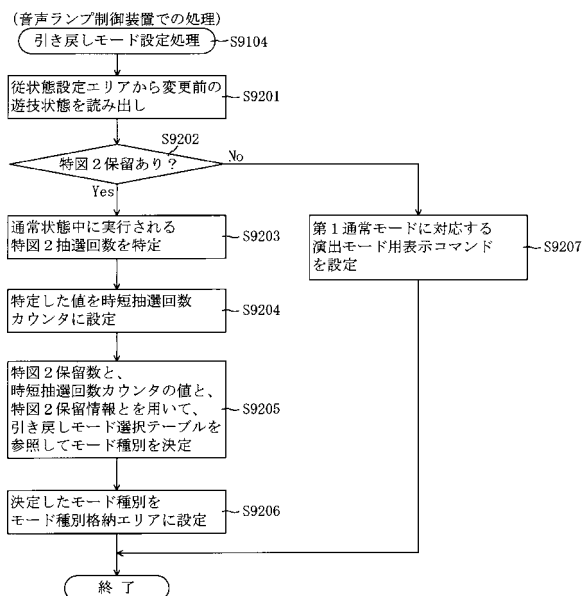 (音声ランプ制御装置での処理)
引き戻しモード設定処理
S9104
従状態設定エリアから変更前の
遊技状態を読み出し
S9201
S9202
特図2保留あり?
No
Yes
通常状態中に実行される
特図2抽選回数を特定
S9203
第1通常モードに対応する
演出モード用表示コマンド
を設定
S9207
特定した値を時短抽選回数
カウンタに設定
S9204
特図2保留数と、
時短抽選回数カウンタの値と、
特図2保留情報とを用いて、
引き戻しモード選択テーブルを
参照してモード種別を決定
S9205
決定したモード種別を
モード種別格納エリアに設定
S9206
終了